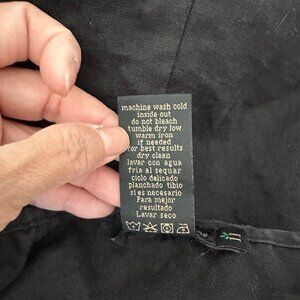 machine wash cold
inside out
do not bleach
tumble dry low
warm iron
if needed
for best results
dry clean
lavar con agua
fria al sequar
ciclo delicado
planchado tibio
si es necesario
Para mejor
resultado
Lavar seco